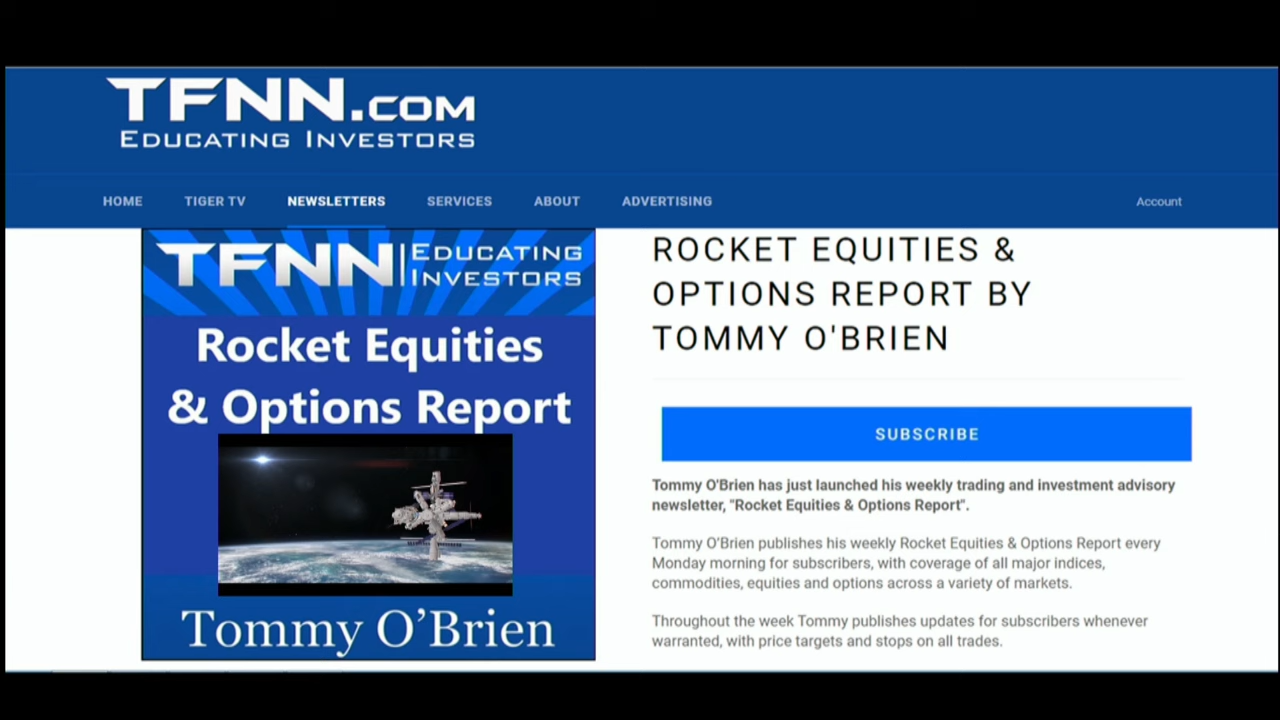 TFNN.COM
EDUCATING INVESTORS
HOME TIGER TV NEWSLETTERS SERVICES ABOUT ADVERTISING Account
TFNN | EDUCATING INVESTORS
Rocket Equities
& Options Report
Tommy O’Brien
ROCKET EQUITIES &
OPTIONS REPORT BY
TOMMY O'BRIEN
SUBSCRIBE
Tommy O'Brien has just launched his weekly trading and investment advisory
newsletter, "Rocket Equities & Options Report".
Tommy O'Brien publishes his weekly Rocket Equities & Options Report every
Monday morning for subscribers, with coverage of all major indices,
commodities, equities and options across a variety of markets.
Throughout the week Tommy publishes updates for subscribers whenever
warranted, with price targets and stops on all trades.